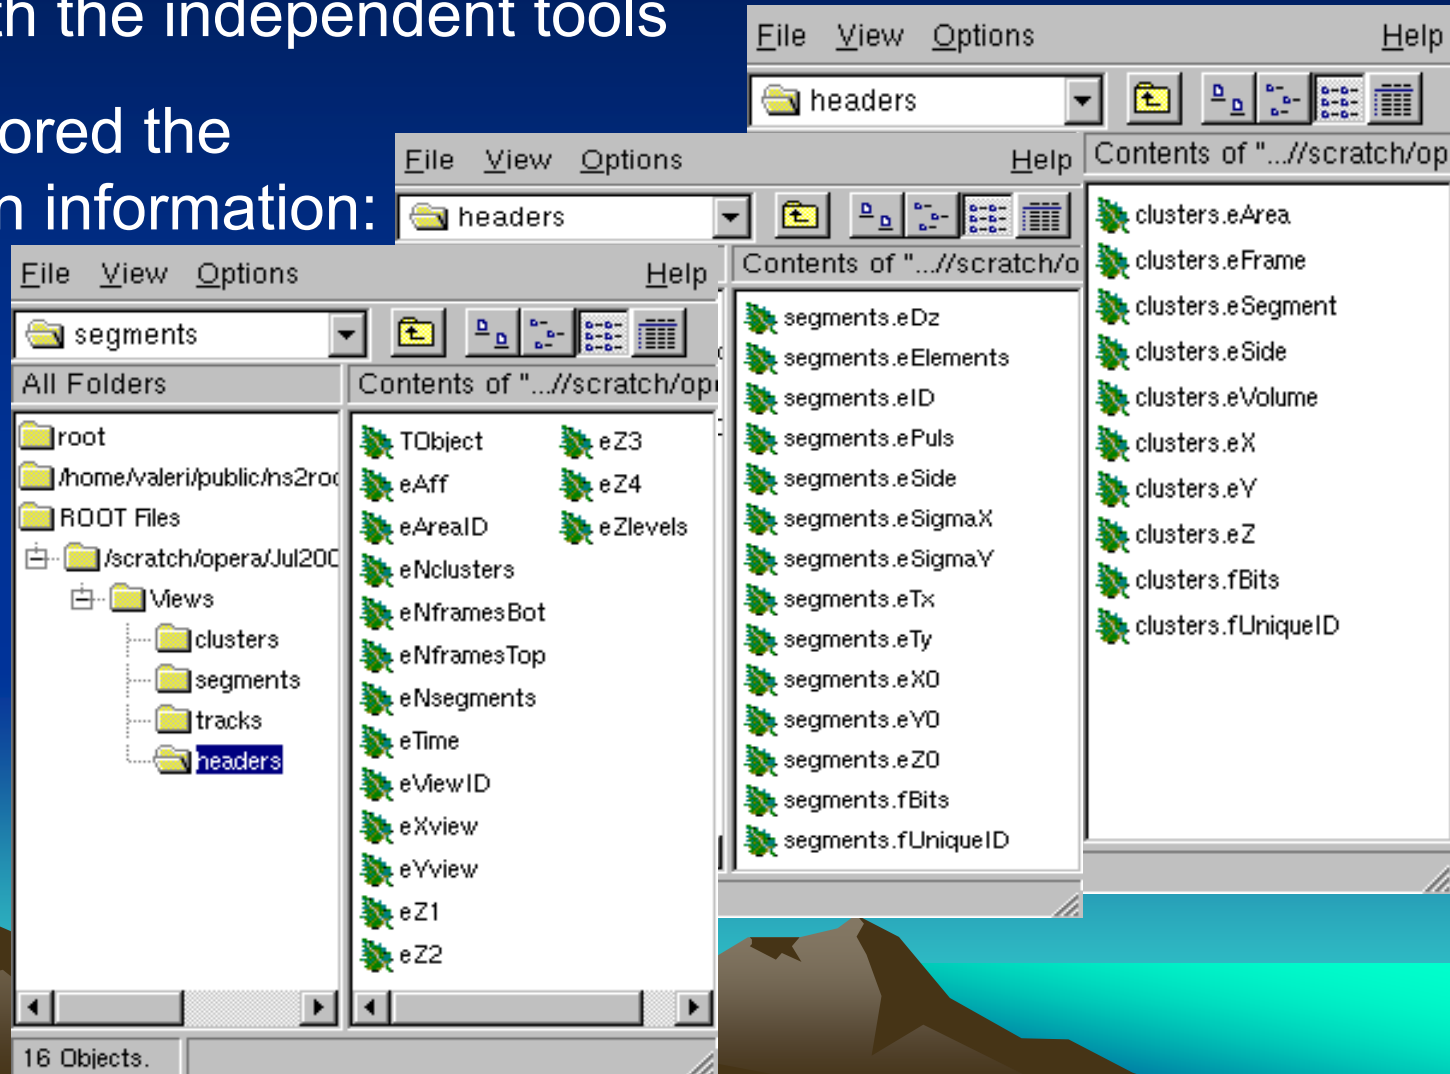 the independent tools
ored the
information:
File View Options Help
headers
Contents of "...//scratch/op
clusters.eArea
clusters.eFrame
clusters.eSegment
clusters.eSide
clusters.eVolume
clusters.eX
clusters.eY
clusters.eZ
clusters.fBits
clusters.fUniqueID
File View Options Help
headers
Contents of "...//scratch/o
segments.eDz
segments.eElements
segments.eID
segments.ePuls
segments.eSide
segments.eSigmaX
segments.eSigmaY
segments.eTx
segments.eTy
segments.eX0
segments.eY0
segments.eZ0
segments.fBits
segments.fUniqueID
File View Options Help
segments
All Folders
root
/home/valeri/public/ns2roo
ROOT Files
/scratch/opera/Jul200
Views
clusters
segments
tracks
headers
Contents of "...//scratch/ope
TObject
eAff
eAreaID
eNclusters
eNframesBot
eNframesTop
eNsegments
eTime
eViewID
eXview
eYview
eZ1
eZ2
eZ3
eZ4
eZlevels
16 Objects.